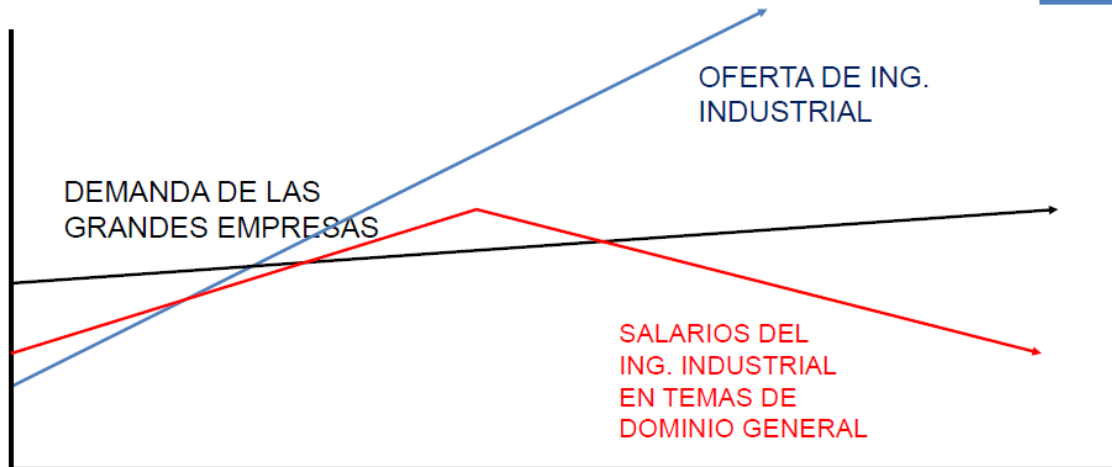 OFERTA DE ING.
INDUSTRIAL
DEMANDA DE LAS
GRANDES EMPRESAS
SALARIOS DEL
ING. INDUSTRIAL
EN TEMAS DE
DOMINIO GENERAL